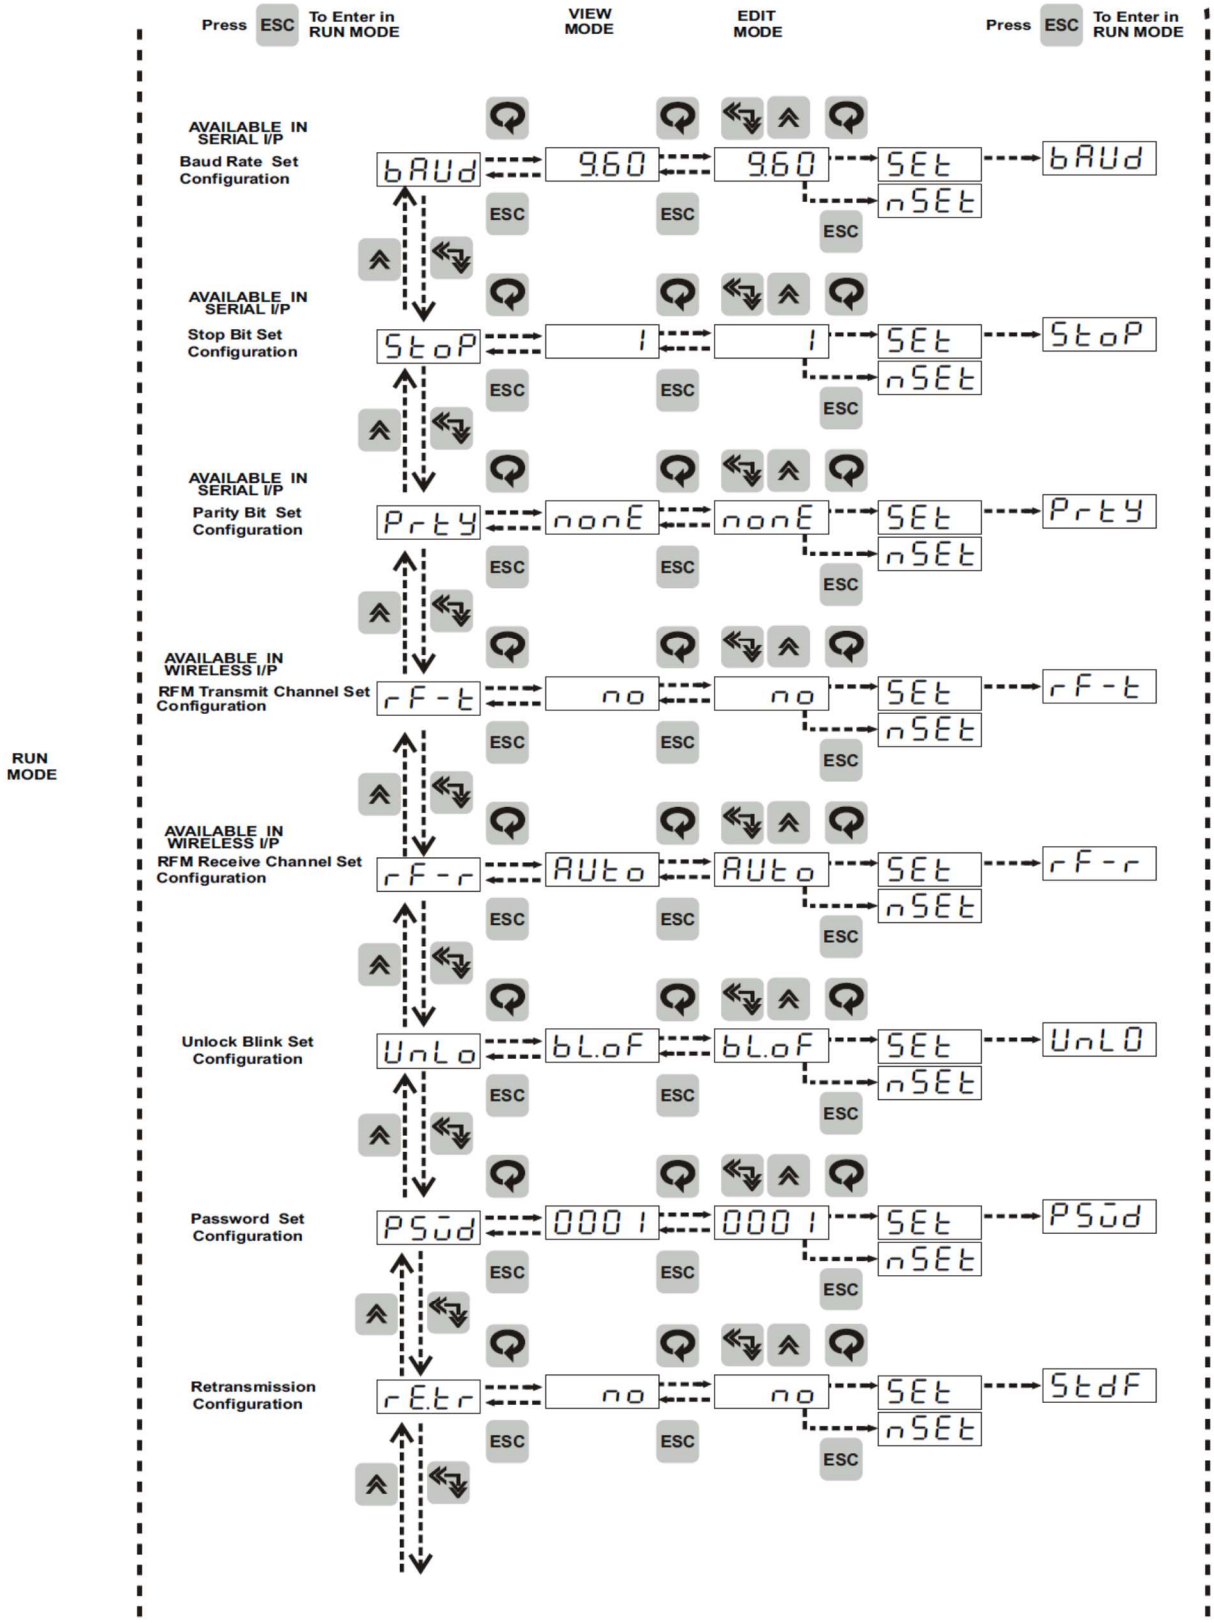 Press ESC To Enter in RUN MODE
VIEW MODE
EDIT MODE
Press ESC To Enter in RUN MODE
RUN
MODE
AVAILABLE IN
SERIAL I/P
Baud Rate Set
Configuration
bAUd 9.60 9.60 SEt bAUd
nSEt
ESC ESC ESC
AVAILABLE IN
SERIAL I/P
Stop Bit Set
Configuration
StoP 1 1 SEt StoP
nSEt
ESC ESC ESC
AVAILABLE IN
SERIAL I/P
Parity Bit Set
Configuration
PrtY nonE nonE SEt PrtY
nSEt
ESC ESC ESC
AVAILABLE IN
WIRELESS I/P
RFM Transmit Channel Set
Configuration
rF-t no no SEt rF-t
nSEt
ESC ESC ESC
AVAILABLE IN
WIRELESS I/P
RFM Receive Channel Set
Configuration
rF-r AUto AUto SEt rF-r
nSEt
ESC ESC ESC
Unlock Blink Set
Configuration
UnLo bL.oF bL.oF SEt UnLO
nSEt
ESC ESC ESC
Password Set
Configuration
PSūd 0001 0001 SEt PSūd
nSEt
ESC ESC ESC
Retransmission
Configuration
rE.tr no no SEt StdF
nSEt
ESC ESC ESC